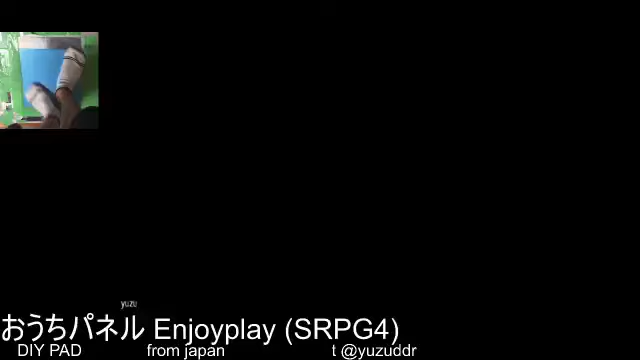 yuzu
おうちパネル Enjoyplay (SRPG4)
DIY PAD from japan t @yuzuddr